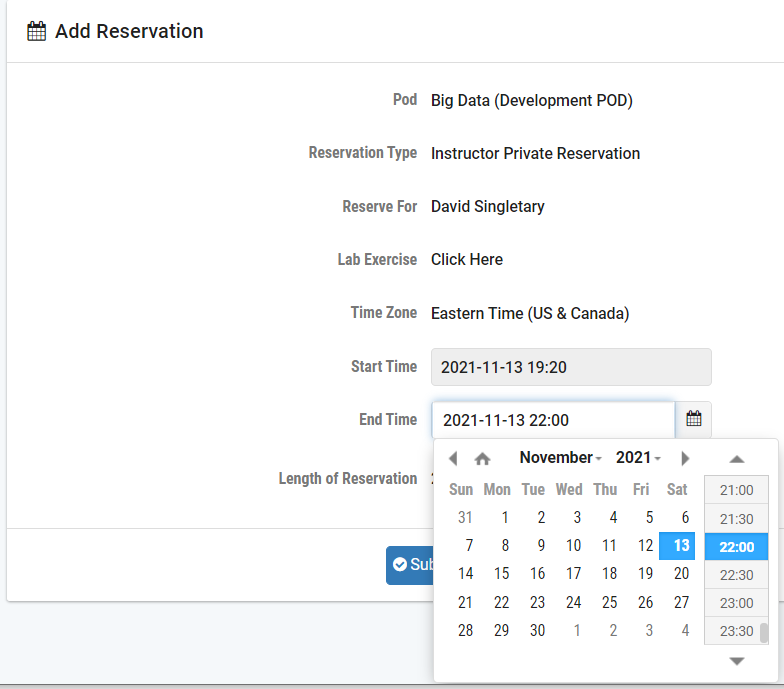 Add Reservation
Pod Big Data (Development POD)
Reservation Type Instructor Private Reservation
Reserve For David Singletary
Lab Exercise Click Here
Time Zone Eastern Time (US & Canada)
Start Time 2021-11-13 19:20
End Time 2021-11-13 22:00
November 2021
Length of Reservation
Sun Mon Tue Wed Thu Fri Sat 21:00
31 1 2 3 4 5 6 21:30
7 8 9 10 11 12 13 22:00
14 15 16 17 18 19 20 22:30
21 22 23 24 25 26 27 23:00
28 29 30 1 2 3 4 23:30